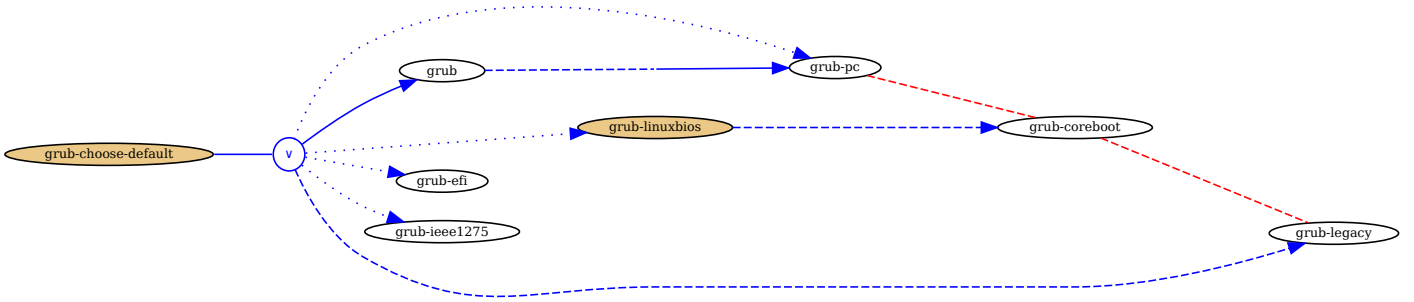 grub-pc
grub
grub-linuxbios
grub-coreboot
grub-choose-default
∨
grub-efi
grub-ieee1275
grub-legacy